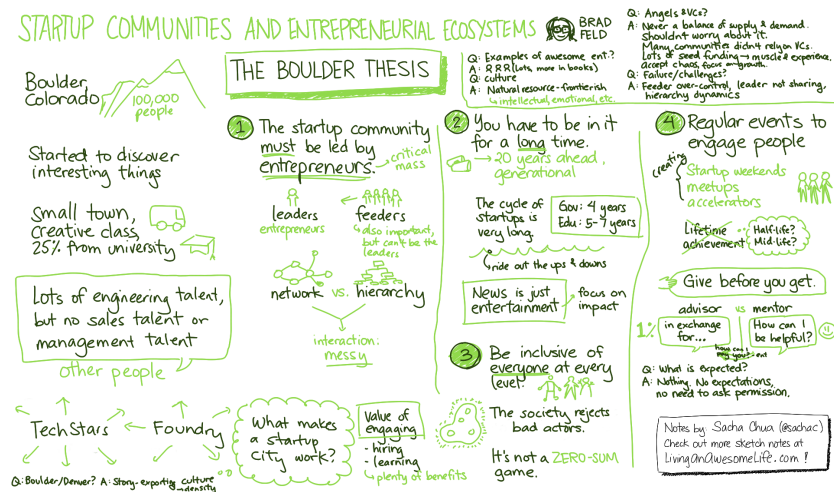 STARTUP COMMUNITIES AND ENTREPRENEURIAL ECOSYSTEMS
BRAD
FELD
Boulder,
Colorado
100,000
people
Started to discover
interesting things
Small town,
creative class,
25% from university
Lots of engineering talent,
but no sales talent or
management talent
other people
TechStars
Foundry
Q: Boulder/Denver? A: Story-exporting culture
→density
THE BOULDER THESIS
1 The startup community
must be led by
entrepreneurs.
critical
mass
leaders
entrepreneurs
feeders
also important,
but can't be the
leaders
network vs. hierarchy
interaction:
messy
What makes
a startup
city work?
Value of
engaging
- hiring
- learning
plenty of benefits
Q: Examples of awesome ent.?
A: RRR (Lots, more in books)
Q: culture
A: Natural resource-frontierish
intellectual, emotional, etc.
2 You have to be in it
for a long time.
→ 20 years ahead,
generational
The cycle of
startups is
very long.
Gov: 4 years
Edu: 5-7 years
ride out the ups & downs
News is just
entertainment
focus on
impact
3 Be inclusive of
everyone at every
level.
The society rejects
bad actors.
It's not a ZERO-SUM
game.
Q: Angels & VCs?
A: Never a balance of supply & demand.
Shouldn't worry about it.
Many communities didn't rely on VCs.
Lots of seed funding → muscle & experience.
accept chaos, focus on growth.
Q: Failure/challenges?
A: Feeder over-control, leader not sharing,
hierarchy dynamics
4 Regular events to
engage people
creating
Startup weekends
meetups
accelerators
Lifetime
achievement
Half-life?
Mid-life?
Give before you get.
advisor vs mentor
1%
in exchange
for...
How can I
be helpful?
Q: What is expected?
A: Nothing. No expectations,
no need to ask permission.
Notes by Sacha Chua (@sachac)
Check out more sketch notes at
LivingAnAwesomeLife.com !